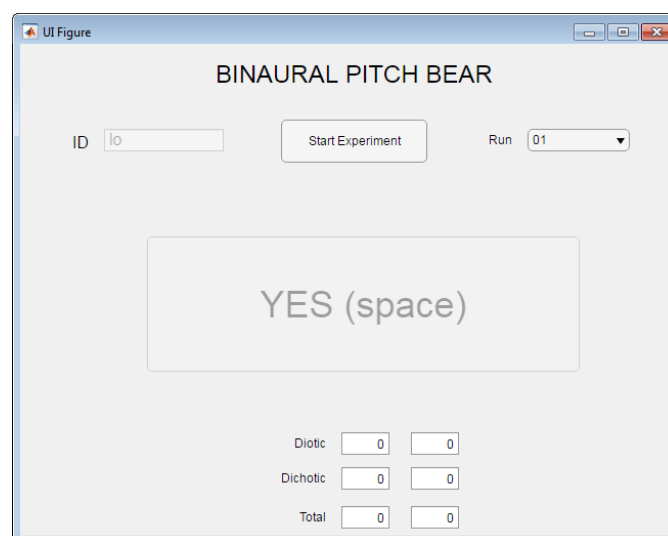 UI Figure
BINAURAL PITCH BEAR
ID lo Start Experiment Run 01
YES (space)
Diotic 0 0
Dichotic 0 0
Total 0 0